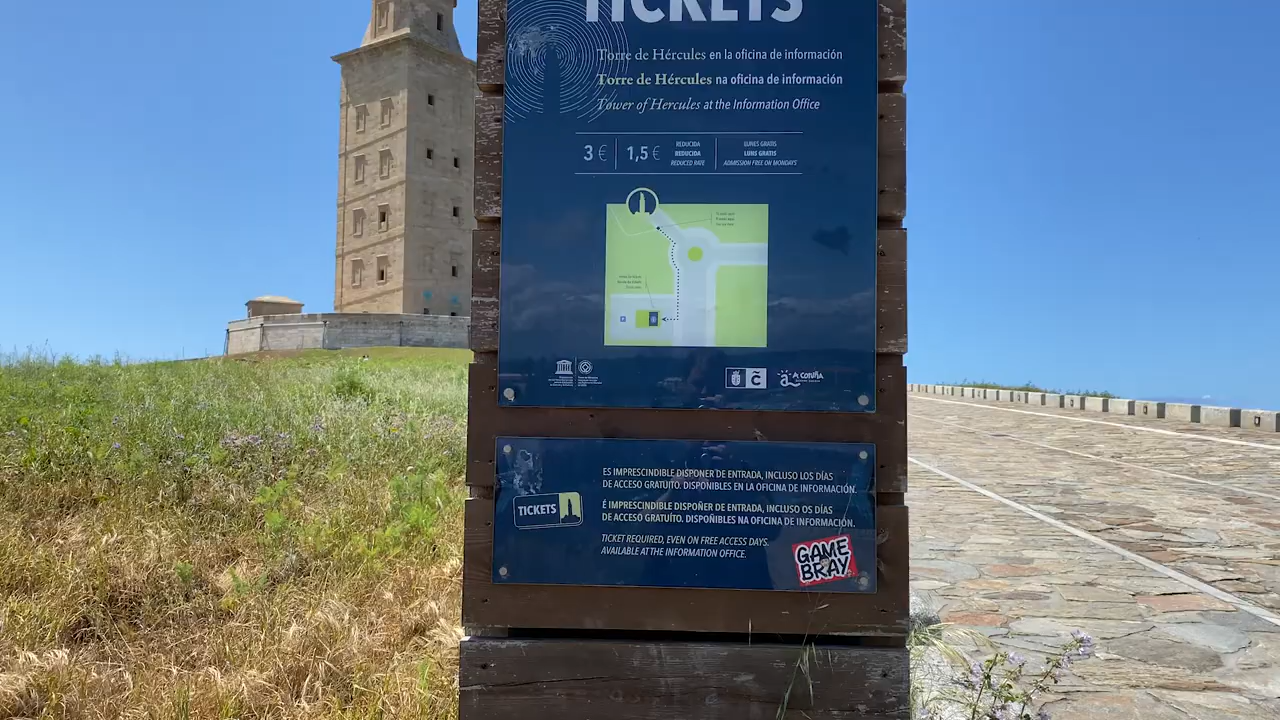 TICKETS
Torre de Hércules en la oficina de información
Torre de Hércules na oficina de información
Tower of Hercules at the Information Office
3 € 1,5 €
REDUCIDA
REDUCIDA
REDUCED RATE
LUNES GRATIS
LUNS GRATIS
ADMISSION FREE ON MONDAYS
A CORUÑA
TICKETS
ES IMPRESCINDIBLE DISPONER DE ENTRADA, INCLUSO LOS DÍAS
DE ACCESO GRATUÍTO. DISPONIBLES EN LA OFICINA DE INFORMACIÓN.
É IMPRESCINDIBLE DISPOÑER DE ENTRADA, INCLUSO OS DÍAS
DE ACCESO GRATUÍTO. DISPOÑIBLES NA OFICINA DE INFORMACIÓN.
TICKET REQUIRED, EVEN ON FREE ACCESS DAYS.
AVAILABLE AT THE INFORMATION OFFICE.
GAME
BRAY